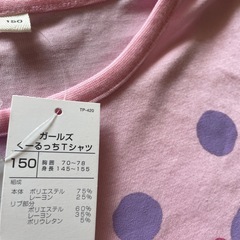 150
TP-420
ガールズ
くーるっちTシャツ
150 胸囲 70〜78
身長 145〜155
組成
本体 ポリエステル 75%
レーヨン 25%
リブ部分
ポリエステル 60%
レーヨン 35%
ポリウレタン 5%